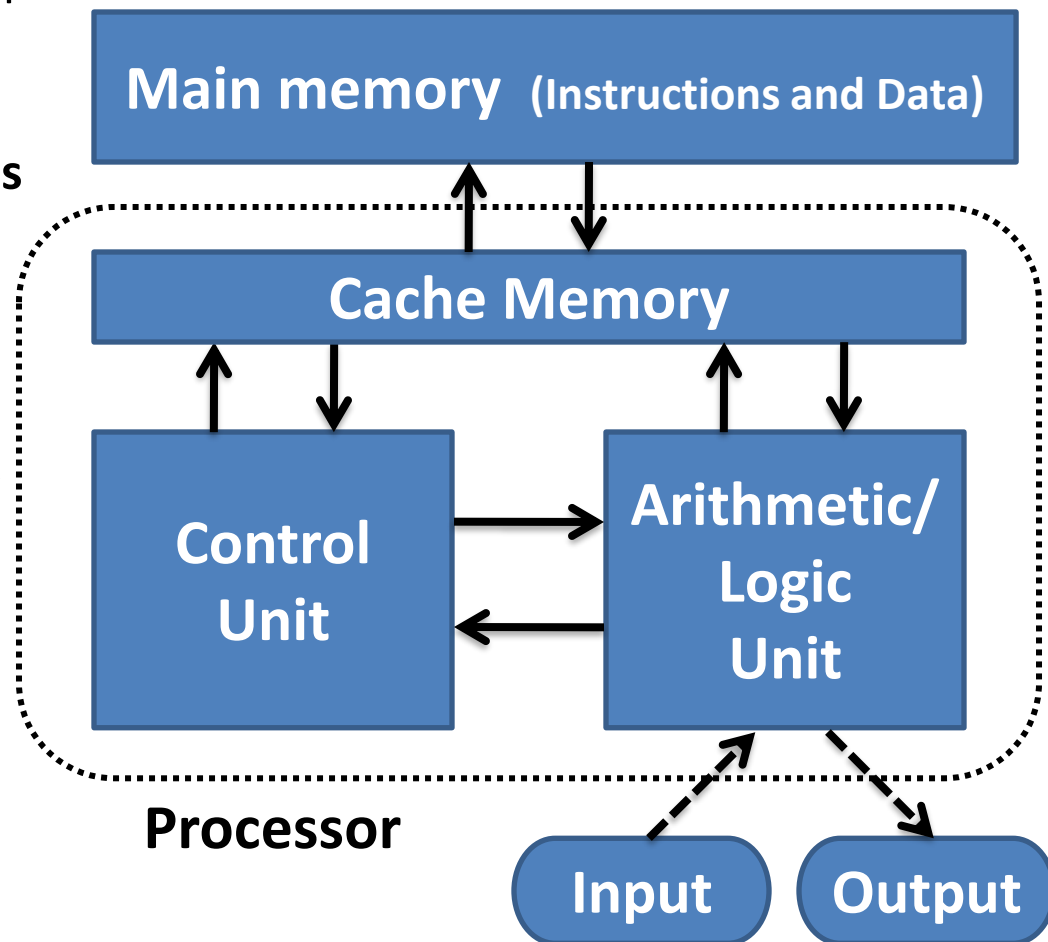 Main memory (Instructions and Data)
s
Cache Memory
Control
Unit
Arithmetic/
Logic
Unit
Processor
Input
Output